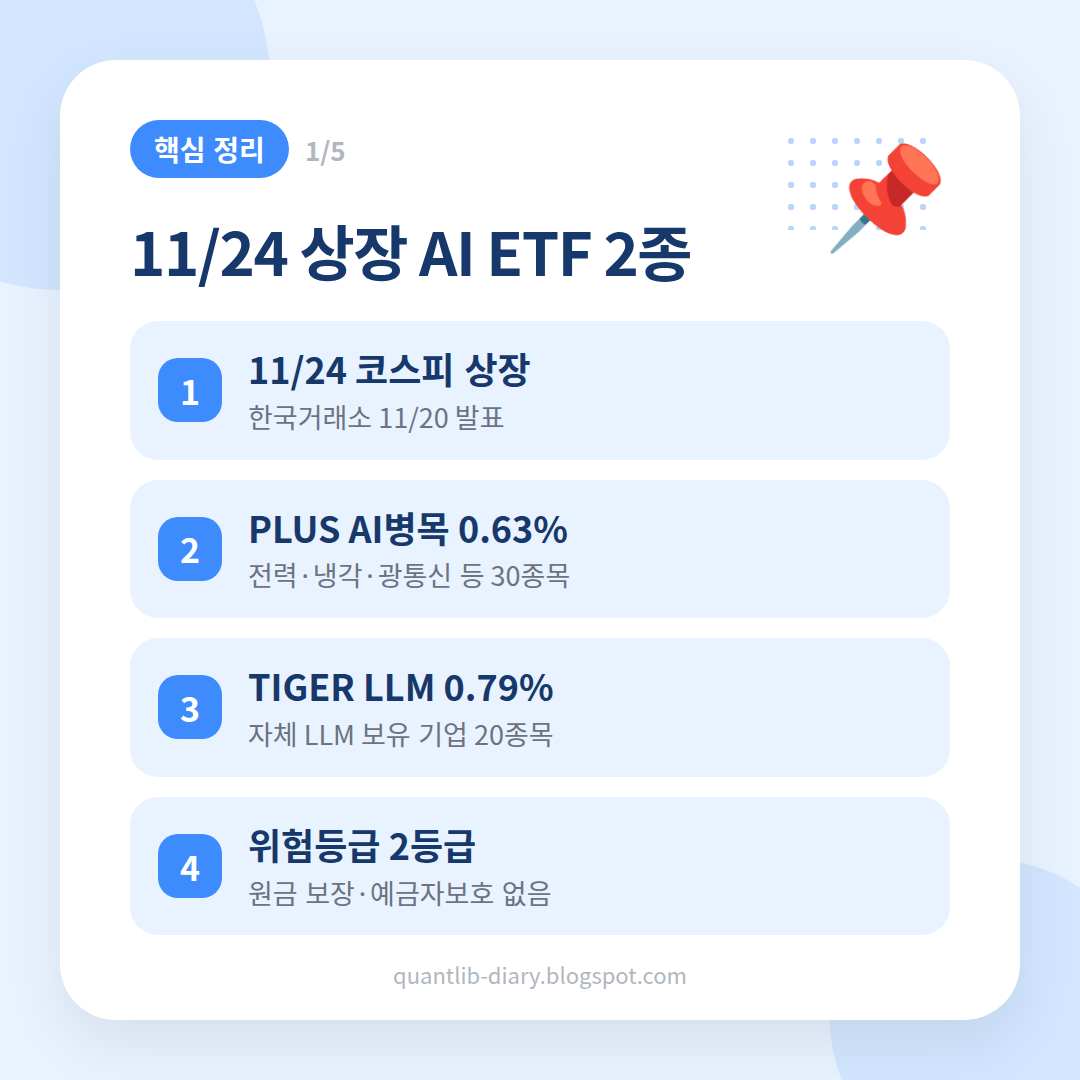 핵심 정리 1/5
11/24 상장 AI ETF 2종
1
11/24 코스피 상장
한국거래소 11/20 발표
2
PLUS AI병목 0.63%
전력·냉각·광통신 등 30종목
3
TIGER LLM 0.79%
자체 LLM 보유 기업 20종목
4
위험등급 2등급
원금 보장·예금자보호 없음
quantlib-diary.blogspot.com